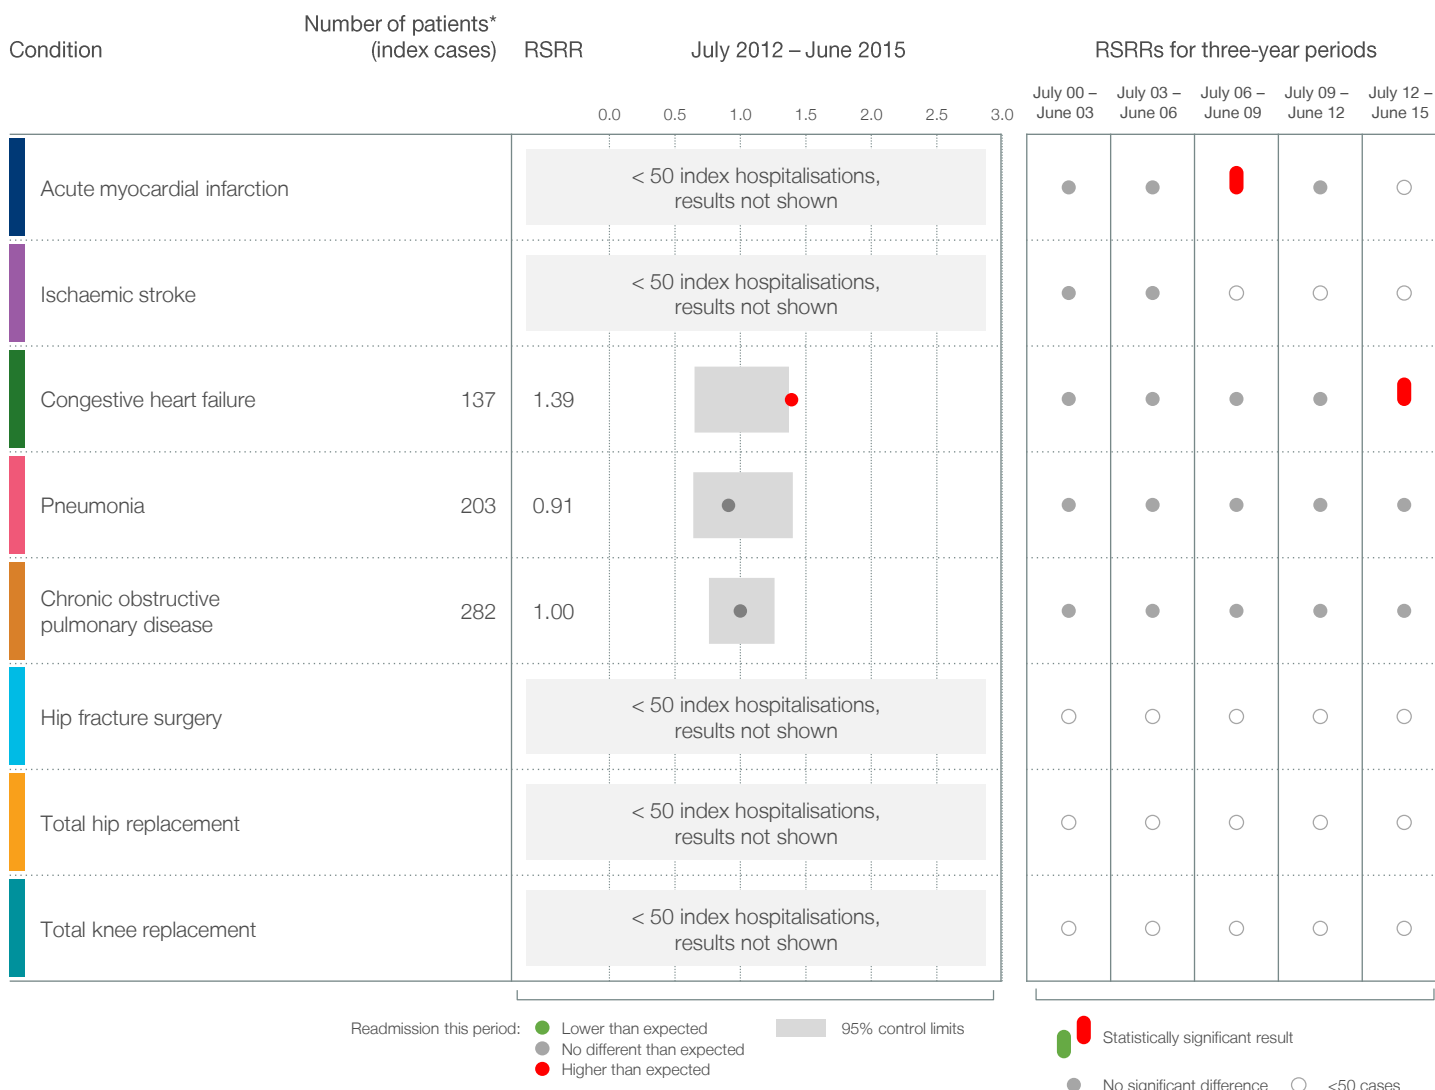 Condition
Number of patients*
(index cases)
RSRR
July 2012 – June 2015
RSRRs for three-year periods
July 00 –
June 03
July 03 –
June 06
July 06 –
June 09
July 09 –
June 12
July 12 –
June 15
0.0 0.5 1.0 1.5 2.0 2.5 3.0
Acute myocardial infarction
< 50 index hospitalisations,
results not shown
Ischaemic stroke
< 50 index hospitalisations,
results not shown
Congestive heart failure 137 1.39
Pneumonia 203 0.91
Chronic obstructive
pulmonary disease
282 1.00
Hip fracture surgery
< 50 index hospitalisations,
results not shown
Total hip replacement
< 50 index hospitalisations,
results not shown
Total knee replacement
< 50 index hospitalisations,
results not shown
Readmission this period:
Lower than expected
No different than expected
Higher than expected
95% control limits
Statistically significant result
No significant difference
<50 cases